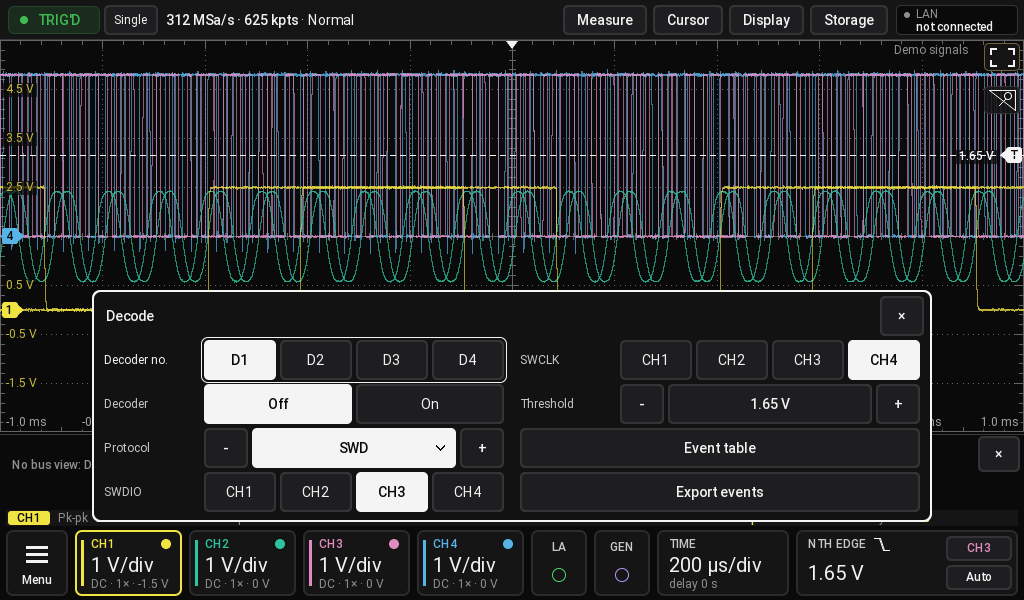 TRIG'D
Single
312 MSa/s · 625 kpts · Normal
Measure
Cursor
Display
Storage
LAN
not connected
Demo signals
4.5 V
3.5 V
1.65 V
T
2.5 V
4
0.5 V
1
-0.5 V
-1.5 V
-1.0 ms
1.0 ms
Decode
×
Decoder no.
D1
D2
D3
D4
SWCLK
CH1
CH2
CH3
CH4
Decoder
Off
On
Threshold
-
1.65 V
+
Protocol
-
SWD
+
Event table
SWDIO
CH1
CH2
CH3
CH4
Export events
No bus view: D
×
CH1
Pk-pk
Menu
CH1
1 V/div
DC · 1× · -1.5 V
CH2
1 V/div
DC · 1× · 0 V
CH3
1 V/div
DC · 1× · 0 V
CH4
1 V/div
DC · 1× · 0 V
LA
GEN
TIME
200 µs/div
delay 0 s
NTH EDGE
1.65 V
CH3
Auto